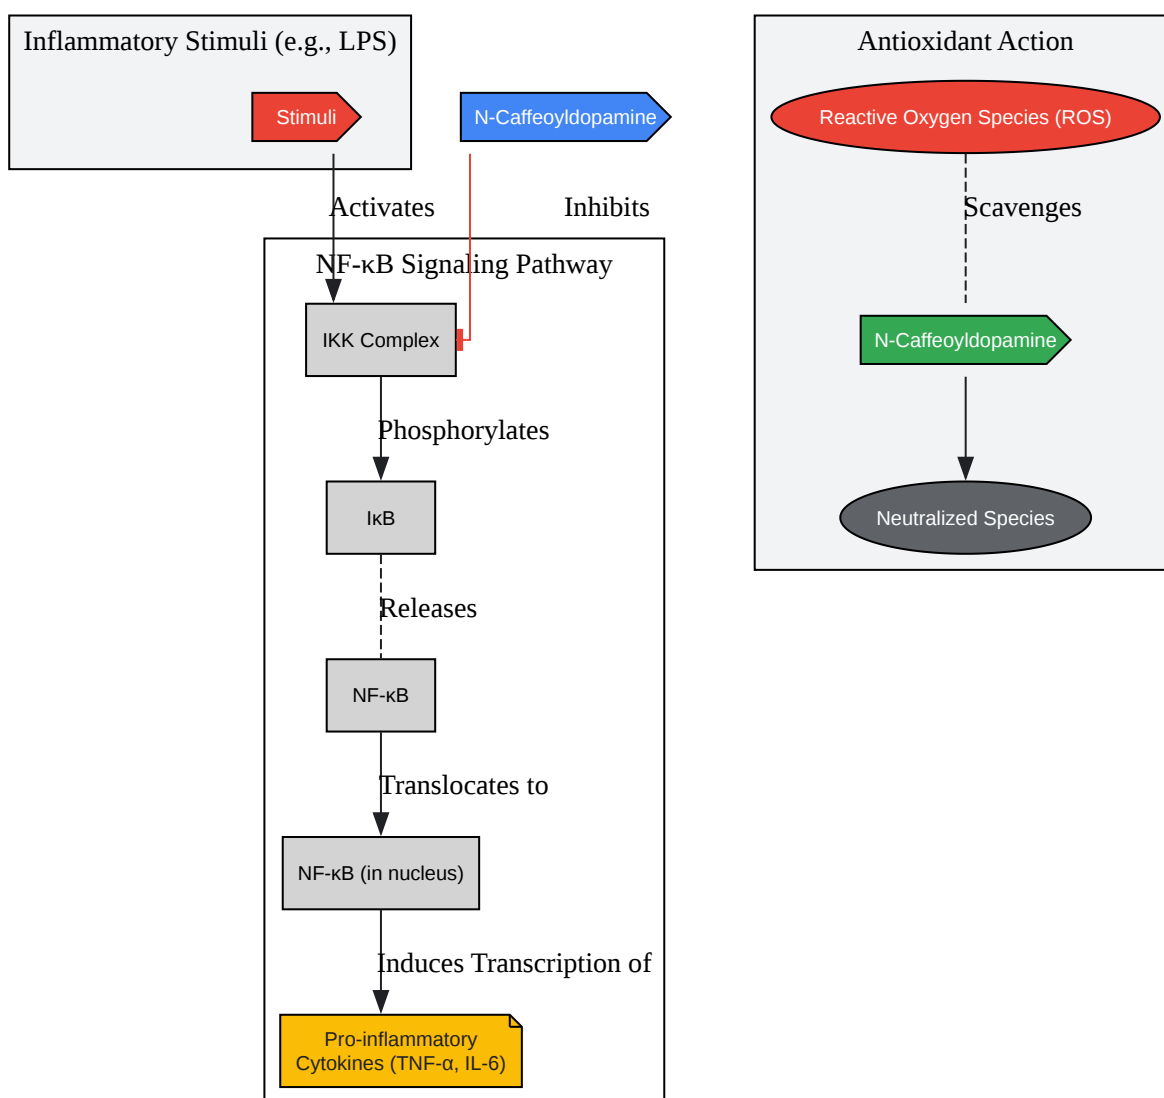 Inflammatory Stimuli (e.g., LPS)
Stimuli
N-Caffeoyldopamine
Activates
Inhibits
NF-κB Signaling Pathway
IKK Complex
Phosphorylates
IκB
Releases
NF-κB
Translocates to
NF-κB (in nucleus)
Induces Transcription of
Pro-inflammatory
Cytokines (TNF-α, IL-6)
Antioxidant Action
Reactive Oxygen Species (ROS)
Scavenges
N-Caffeoyldopamine
Neutralized Species